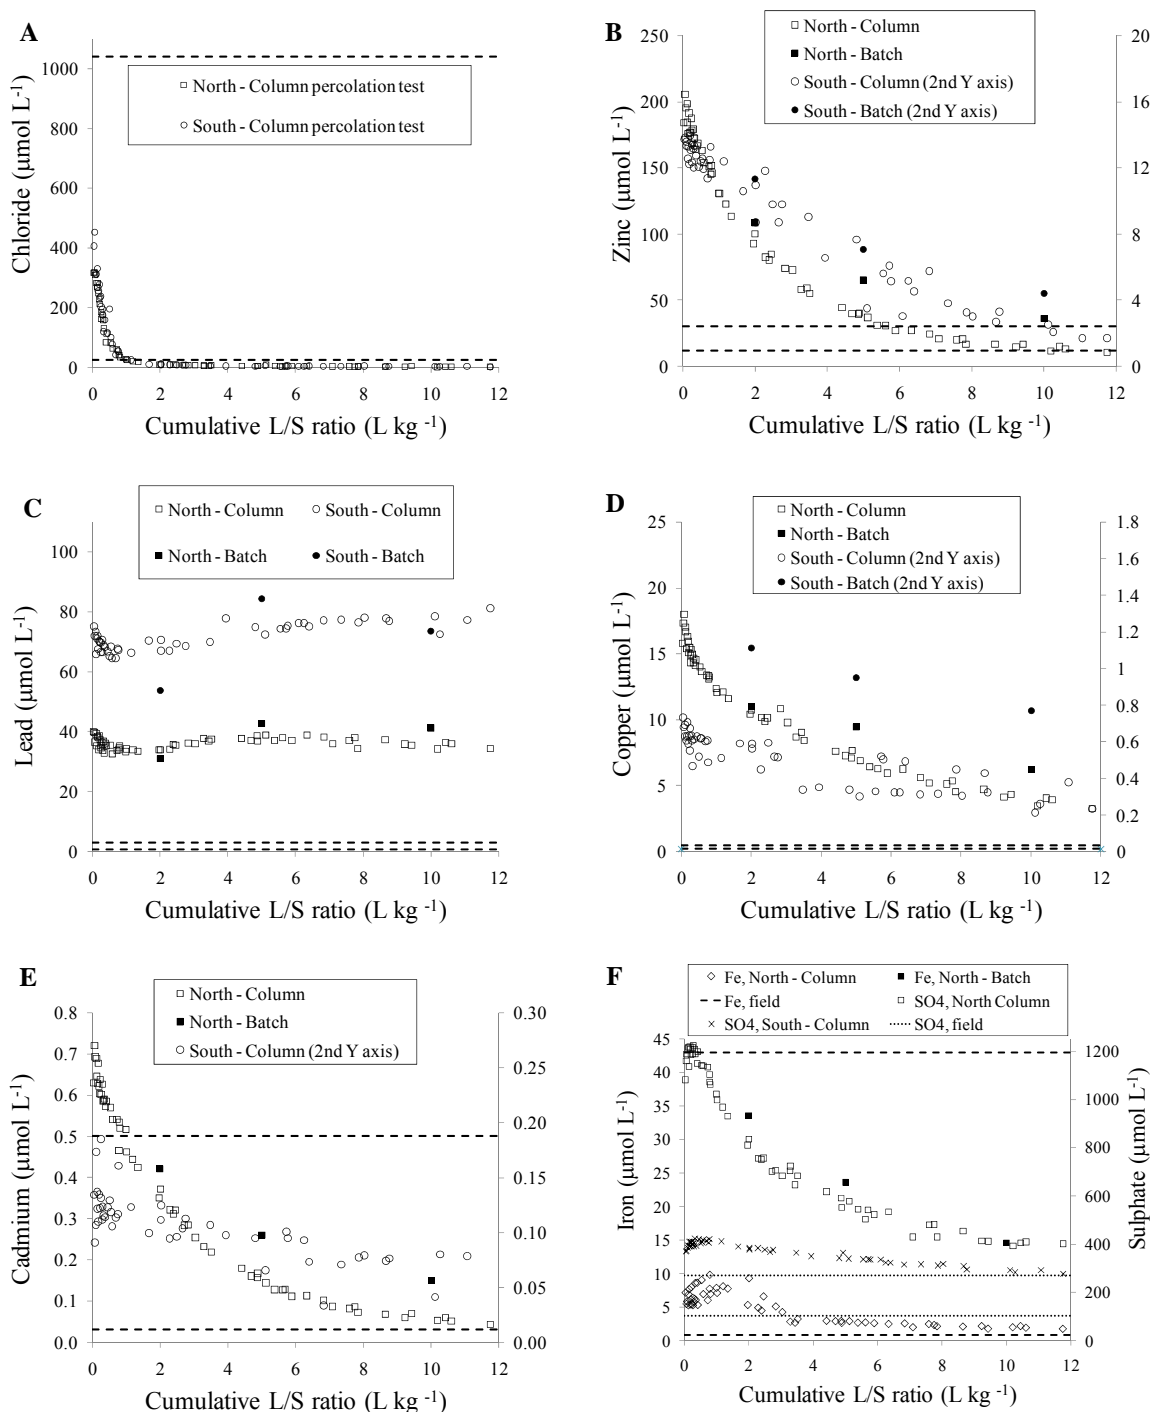 A
Chloride (µmol L⁻¹)
1000
800
600
400
200
0
North - Column percolation test
South - Column percolation test
0 2 4 6 8 10 12
Cumulative L/S ratio (L kg ⁻¹)
B
Zinc (µmol L⁻¹)
250
200
150
100
50
0
North - Column
North - Batch
South - Column (2nd Y axis)
South - Batch (2nd Y axis)
20
16
12
8
4
0
0 2 4 6 8 10 12
Cumulative L/S ratio (L kg ⁻¹)
C
Lead (µmol L⁻¹)
100
80
60
40
20
0
North - Column South - Column
North - Batch South - Batch
0 2 4 6 8 10 12
Cumulative L/S ratio (L kg ⁻¹)
D
Copper (µmol L⁻¹)
25
20
15
10
5
0
North - Column
North - Batch
South - Column (2nd Y axis)
South - Batch (2nd Y axis)
1.8
1.6
1.4
1.2
1
0.8
0.6
0.4
0.2
0
0 2 4 6 8 10 12
Cumulative L/S ratio (L kg ⁻¹)
E
Cadmium (µmol L⁻¹)
0.8
0.7
0.6
0.5
0.4
0.3
0.2
0.1
0.0
North - Column
North - Batch
South - Column (2nd Y axis)
0.30
0.25
0.20
0.15
0.10
0.05
0.00
0 2 4 6 8 10 12
Cumulative L/S ratio (L kg ⁻¹)
F
Fe, North - Column Fe, North - Batch
Fe, field SO4, North Column
SO4, South - Column SO4, field
Iron (µmol L⁻¹)
45
40
35
30
25
20
15
10
5
0
1200
1000
800
600
400
200
0
Sulphate (µmol L⁻¹)
0 2 4 6 8 10 12
Cumulative L/S ratio (L kg ⁻¹)